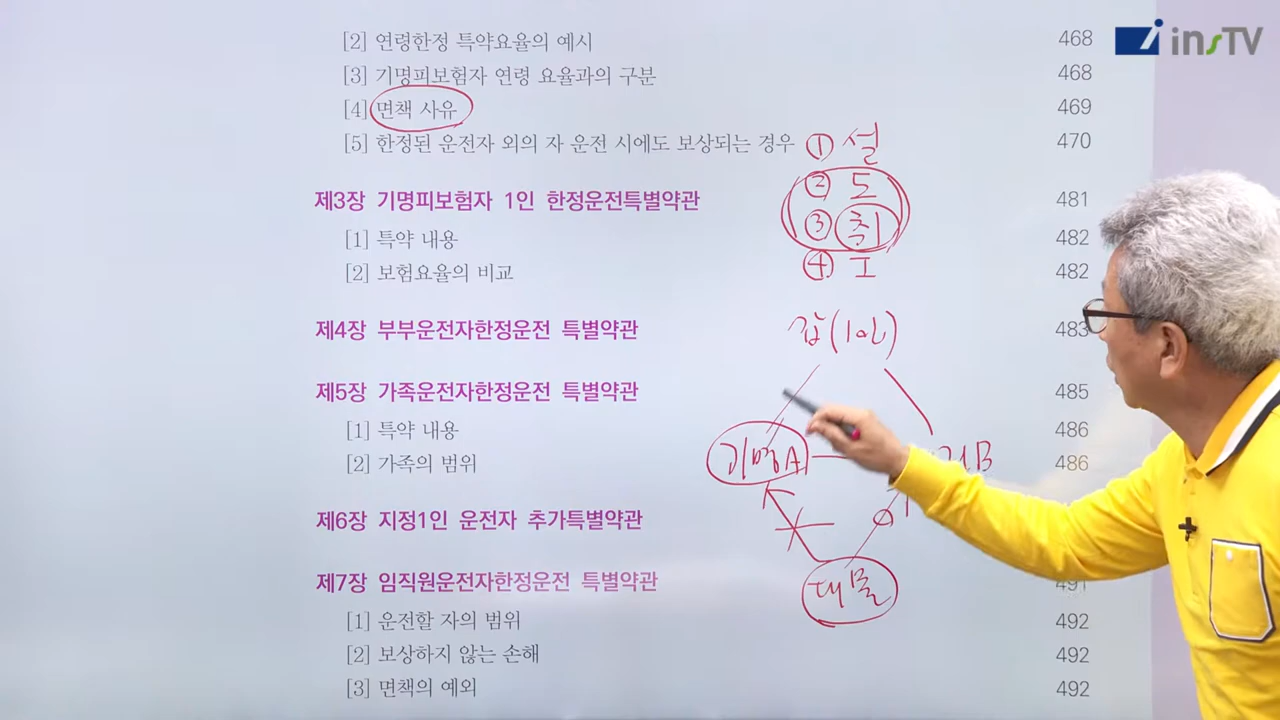 [2] 연령한정 특약요율의 예시 468
insTV
[3] 기명피보험자 연령 요율과의 구분 468
[4] 면책 사유 469
[5] 한정된 운전자 외의 자 운전 시에도 보상되는 경우 470
① 설
② 도
③ 취
④
제3장 기명피보험자 1인 한정운전특별약관 481
[1] 특약 내용 482
[2] 보험요율의 비교 482
제4장 부부운전자한정운전 특별약관 483
갑(1인)
제5장 가족운전자한정운전 특별약관 485
[1] 특약 내용 486
[2] 가족의 범위 486
기명A
B
제6장 지정1인 운전자 추가특별약관
제7장 임직원운전자한정운전 특별약관 491
대물
[1] 운전할 자의 범위 492
[2] 보상하지 않는 손해 492
[3] 면책의 예외 492